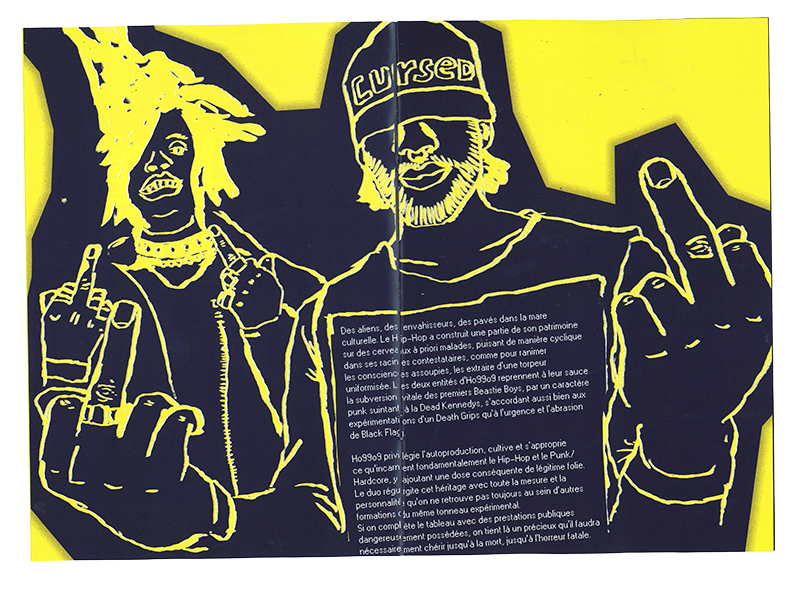 CURSED
Des aliens, des envahisseurs, des pavés dans la mare
culturelle. Le Hip-Hop a construit une partie de son patrimoine
sur des cerveaux à priori malades, puisant de manière cyclique
dans ses racines contestataires, comme pour ranimer
les consciences assoupies, les extraire d'une torpeur
uniformisée. Les deux entités d'Ho99o9 reprennent à leur sauce
la subversion vitale des premiers Beastie Boys, par un caractère
punk suintant à la Dead Kennedys, s'accordant aussi bien aux
expérimentations d'un Death Grips qu'à l'urgence et l'abrasion
de Black Flag.
Ho99o9 privilégie l'autoproduction, cultive et s'approprie
ce qu'incarnent fondamentalement le Hip-Hop et le Punk/
Hardcore, y ajoutant une dose conséquente de légitime folie.
Le duo régurgite cet héritage avec toute la mesure et la
personnalité qu'on ne retrouve pas toujours au sein d'autres
formations du même tonneau expérimental.
Si on complète le tableau avec des prestations publiques
dangereusement possédées, on tient là un précieux qu'il faudra
nécessairement chérir jusqu'à la mort, jusqu'à l'horreur fatale.